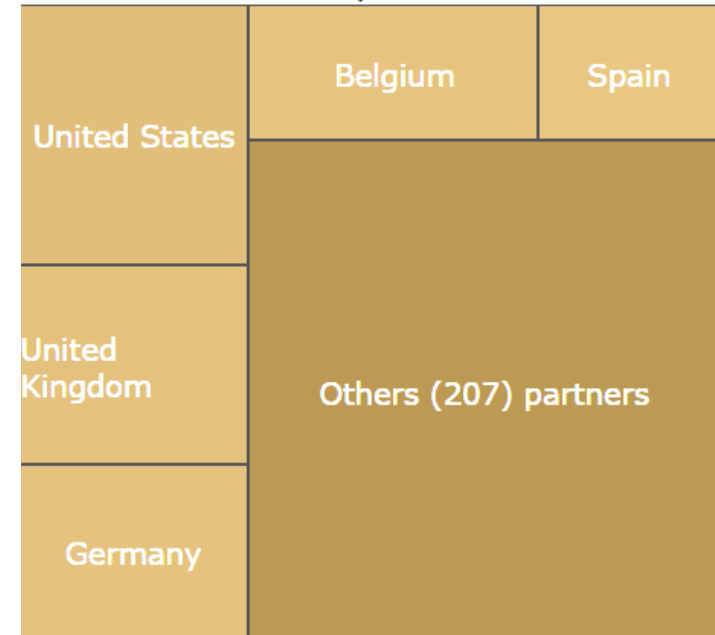 United States
Belgium
Spain
United
Kingdom
Others (207) partners
Germany